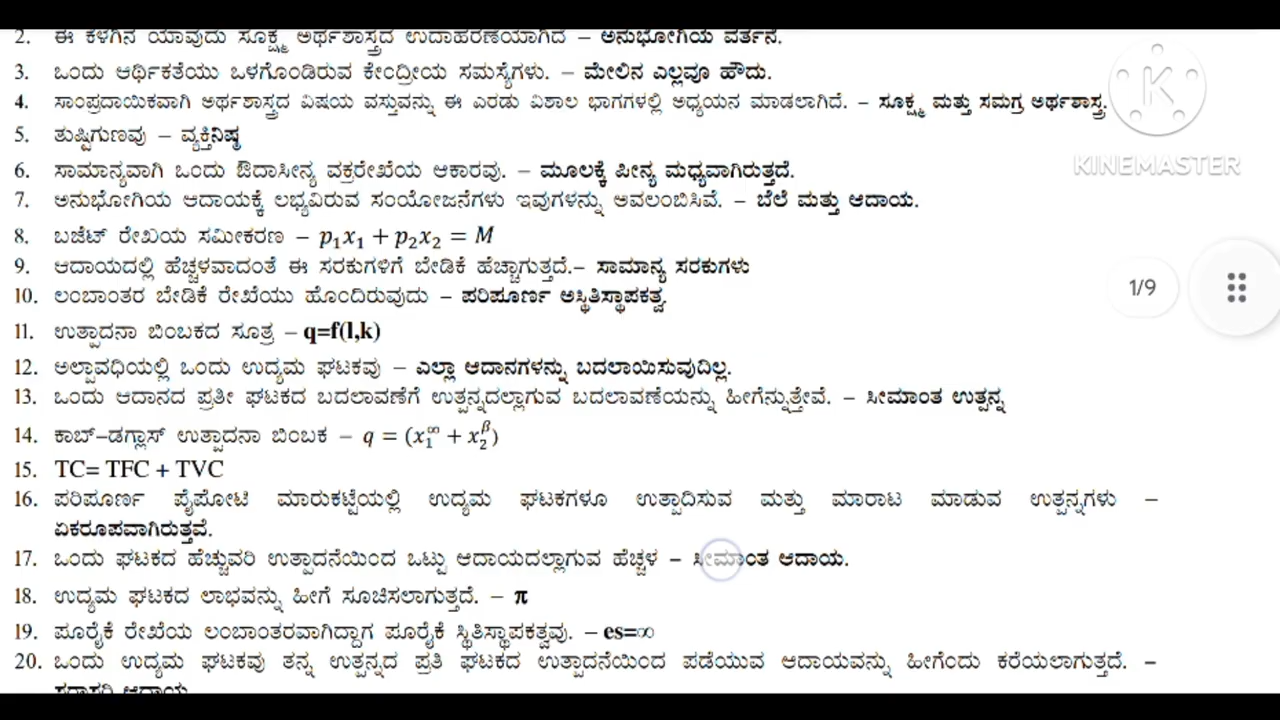 2. ಈ ಕೆಳಗಿನ ಯಾವುದು ಸೂಕ್ಷ್ಮ ಅರ್ಥಶಾಸ್ತ್ರದ ಉದಾಹರಣೆಯಾಗಿದೆ – ಅನುಭೋಗಿಯ ವರ್ತನೆ.
3. ಒಂದು ಆರ್ಥಿಕತೆಯು ಒಳಗೊಂಡಿರುವ ಕೇಂದ್ರೀಯ ಸಮಸ್ಯೆಗಳು. – ಮೇಲಿನ ಎಲ್ಲವೂ ಹೌದು.
4. ಸಾಂಪ್ರದಾಯಿಕವಾಗಿ ಅರ್ಥಶಾಸ್ತ್ರದ ವಿಷಯ ವಸ್ತುವನ್ನು ಈ ಎರಡು ವಿಶಾಲ ಭಾಗಗಳಲ್ಲಿ ಅಧ್ಯಯನ ಮಾಡಲಾಗಿದೆ. – ಸೂಕ್ಷ್ಮ ಮತ್ತು ಸಮಗ್ರ ಅರ್ಥಶಾಸ್ತ್ರ.
KINEMASTER
5. ತುಷ್ಟಿಗುಣವು – ವ್ಯಕ್ತಿನಿಷ್ಠ
6. ಸಾಮಾನ್ಯವಾಗಿ ಒಂದು ಔದಾಸೀನ್ಯ ವಕ್ರರೇಖೆಯ ಆಕಾರವು. – ಮೂಲಕ್ಕೆ ಪೀನ್ಯ ಮಧ್ಯವಾಗಿರುತ್ತದೆ.
7. ಅನುಭೋಗಿಯ ಆದಾಯಕ್ಕೆ ಲಭ್ಯವಿರುವ ಸಂಯೋಜನೆಗಳು ಇವುಗಳನ್ನು ಅವಲಂಬಿಸಿವೆ. – ಬೆಲೆ ಮತ್ತು ಆದಾಯ.
8. ಬಜೆಟ್ ರೇಖೆಯ ಸಮೀಕರಣ – p₁x₁ + p₂x₂ = M
9. ಆದಾಯದಲ್ಲಿ ಹೆಚ್ಚಳವಾದಂತೆ ಈ ಸರಕುಗಳಿಗೆ ಬೇಡಿಕೆ ಹೆಚ್ಚಾಗುತ್ತದೆ.– ಸಾಮಾನ್ಯ ಸರಕುಗಳು
1/9
10. ಲಂಬಾಂತರ ಬೇಡಿಕೆ ರೇಖೆಯು ಹೊಂದಿರುವುದು – ಪರಿಪೂರ್ಣ ಅಸ್ಥಿತಿಸ್ಥಾಪಕತ್ವ.
11. ಉತ್ಪಾದನಾ ಬಿಂಬಕದ ಸೂತ್ರ – q=f(l,k)
12. ಅಲ್ಪಾವಧಿಯಲ್ಲಿ ಒಂದು ಉದ್ಯಮ ಘಟಕವು – ಎಲ್ಲಾ ಆದಾನಗಳನ್ನು ಬದಲಾಯಿಸುವುದಿಲ್ಲ.
13. ಒಂದು ಆದಾನದ ಪ್ರತೀ ಘಟಕದ ಬದಲಾವಣೆಗೆ ಉತ್ಪನ್ನದಲ್ಲಾಗುವ ಬದಲಾವಣೆಯನ್ನು ಹೀಗೆನ್ನುತ್ತೇವೆ. – ಸೀಮಾಂತ ಉತ್ಪನ್ನ
14. ಕಾಬ್–ಡಗ್ಲಾಸ್ ಉತ್ಪಾದನಾ ಬಿಂಬಕ – q = (x₁^∞ + x₂^β)
15. TC= TFC + TVC
16. ಪರಿಪೂರ್ಣ ಪೈಪೋಟಿ ಮಾರುಕಟ್ಟೆಯಲ್ಲಿ ಉದ್ಯಮ ಘಟಕಗಳೂ ಉತ್ಪಾದಿಸುವ ಮತ್ತು ಮಾರಾಟ ಮಾಡುವ ಉತ್ಪನ್ನಗಳು –
ಏಕರೂಪವಾಗಿರುತ್ತವೆ.
17. ಒಂದು ಘಟಕದ ಹೆಚ್ಚುವರಿ ಉತ್ಪಾದನೆಯಿಂದ ಒಟ್ಟು ಆದಾಯದಲ್ಲಾಗುವ ಹೆಚ್ಚಳ – ಸೀಮಾಂತ ಆದಾಯ.
18. ಉದ್ಯಮ ಘಟಕದ ಲಾಭವನ್ನು ಹೀಗೆ ಸೂಚಿಸಲಾಗುತ್ತದೆ. – π
19. ಪೂರೈಕೆ ರೇಖೆಯ ಲಂಬಾಂತರವಾಗಿದ್ದಾಗ ಪೂರೈಕೆ ಸ್ಥಿತಿಸ್ಥಾಪಕತ್ವವು. – es=∞
20. ಒಂದು ಉದ್ಯಮ ಘಟಕವು ತನ್ನ ಉತ್ಪನ್ನದ ಪ್ರತಿ ಘಟಕದ ಉತ್ಪಾದನೆಯಿಂದ ಪಡೆಯುವ ಆದಾಯವನ್ನು ಹೀಗೆಂದು ಕರೆಯಲಾಗುತ್ತದೆ. –
ಸರಾಸರಿ ಆದಾಯ